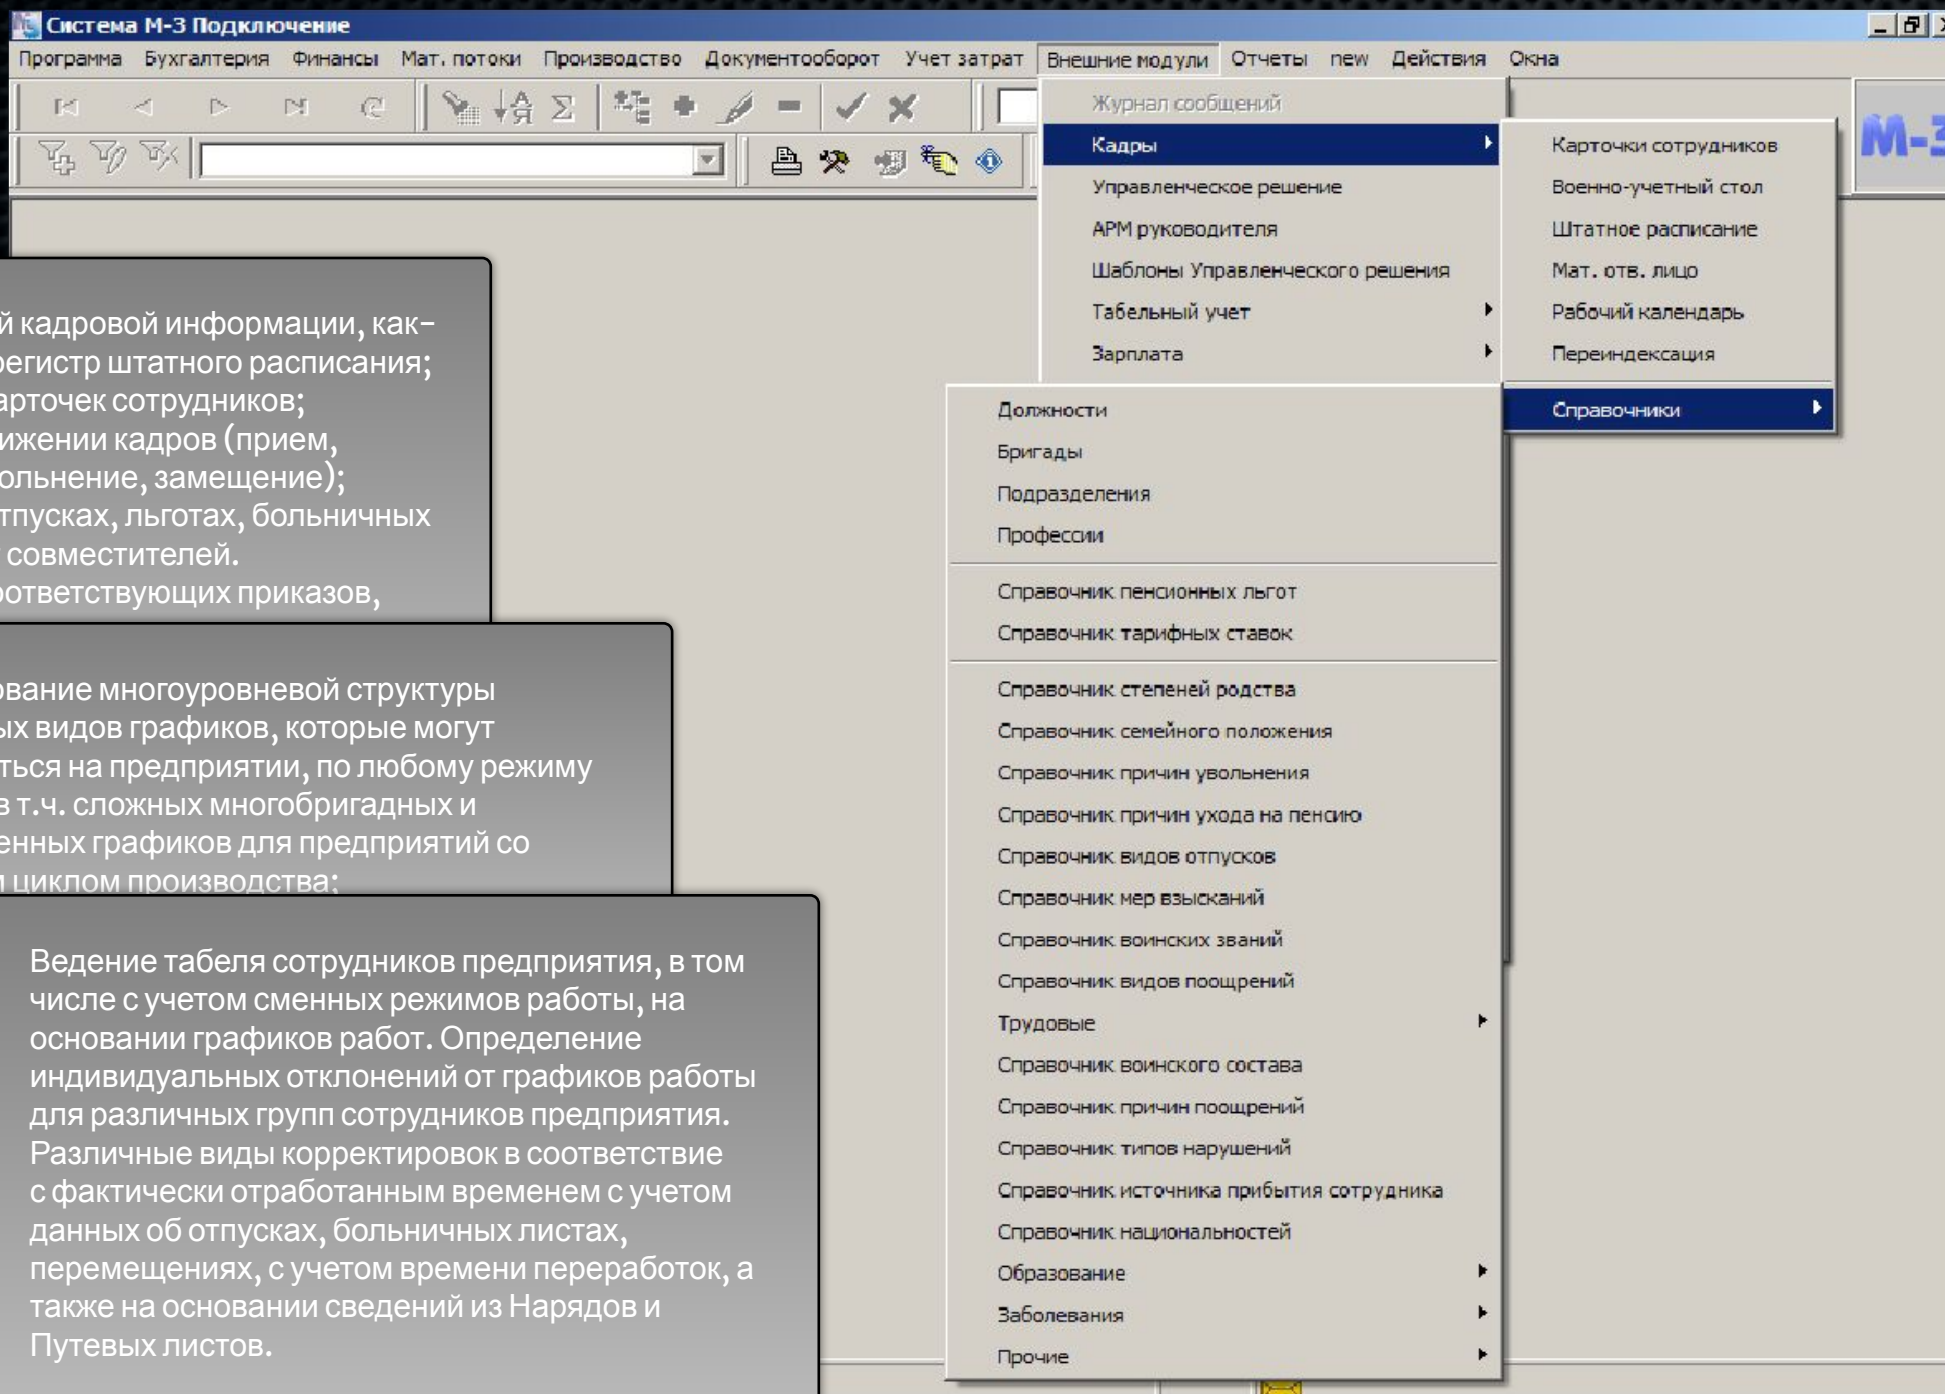 Система М-3 Подключение
Программа Бухгалтерия Финансы Мат. потоки Производство Документооборот Учет затрат Внешние модули Отчеты new Действия Окна
М-3
Журнал сообщений
Кадры
Управленческое решение
АРМ руководителя
Шаблоны Управленческого решения
Табельный учет
Зарплата
Карточки сотрудников
Военно-учетный стол
Штатное расписание
Мат. отв. лицо
Рабочий календарь
Переиндексация
Справочники
Должности
Бригады
Подразделения
Профессии
Справочник пенсионных льгот
Справочник тарифных ставок
Справочник степеней родства
Справочник семейного положения
Справочник причин увольнения
Справочник причин ухода на пенсию
Справочник видов отпусков
Справочник мер взысканий
Справочник воинских званий
Справочник видов поощрений
Трудовые
Справочник воинского состава
Справочник причин поощрений
Справочник типов нарушений
Справочник источника прибытия сотрудника
Справочник национальностей
Образование
Заболевания
Прочие
й кадровой информации, как-
регистр штатного расписания;
арточек сотрудников;
ижении кадров (прием,
ольнение, замещение);
тпусках, льготах, больничных
совместителей.
оответствующих приказов,
ование многоуровневой структуры
ых видов графиков, которые могут
ться на предприятии, по любому режиму
в т.ч. сложных многобригадных и
енных графиков для предприятий со
м циклом производства;
Ведение табеля сотрудников предприятия, в том
числе с учетом сменных режимов работы, на
основании графиков работ. Определение
индивидуальных отклонений от графиков работы
для различных групп сотрудников предприятия.
Различные виды корректировок в соответствие
с фактически отработанным временем с учетом
данных об отпусках, больничных листах,
перемещениях, с учетом времени переработок, а
также на основании сведений из Нарядов и
Путевых листов.